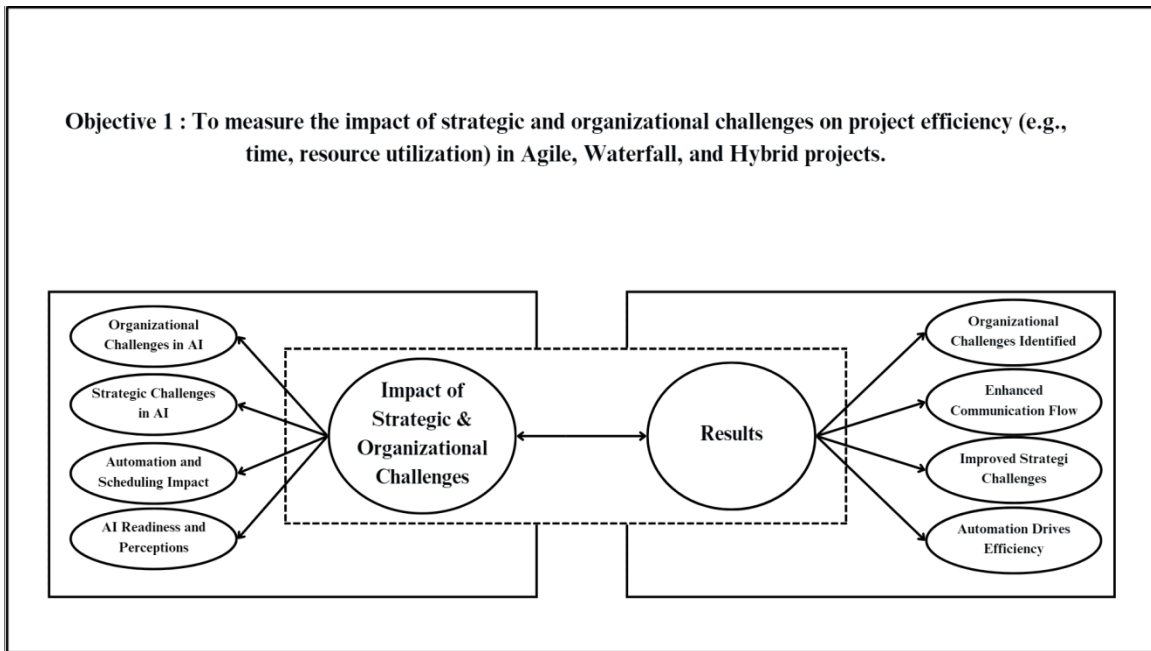 Objective 1 : To measure the impact of strategic and organizational challenges on project efficiency (e.g.,
time, resource utilization) in Agile, Waterfall, and Hybrid projects.
Organizational
Challenges in AI
Strategic Challenges
in AI
Automation and
Scheduling Impact
AI Readiness and
Perceptions
Impact of
Strategic &
Organizational
Challenges
Results
Organizational
Challenges Identified
Enhanced
Communication Flow
Improved Strategi
Challenges
Automation Drives
Efficiency